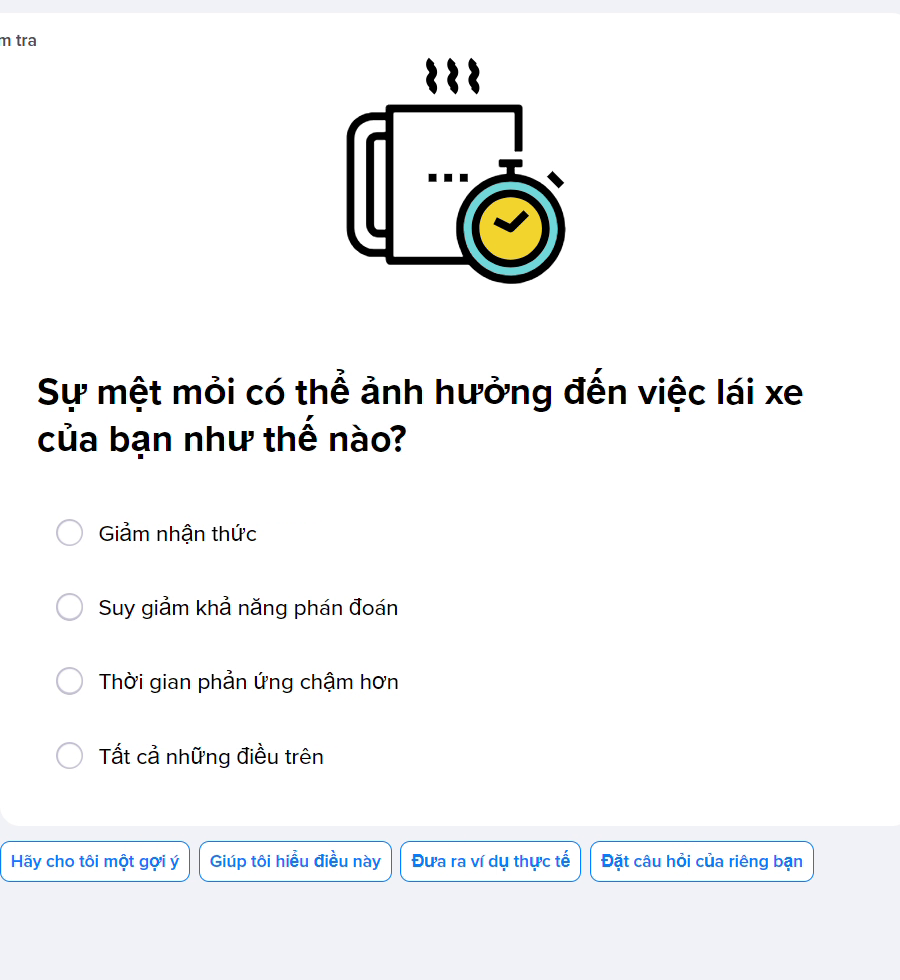 m tra
Sự mệt mỏi có thể ảnh hưởng đến việc lái xe
của bạn như thế nào?
Giảm nhận thức
Suy giảm khả năng phán đoán
Thời gian phản ứng chậm hơn
Tất cả những điều trên
Hãy cho tôi một gợi ý
Giúp tôi hiểu điều này
Đưa ra ví dụ thực tế
Đặt câu hỏi của riêng bạn